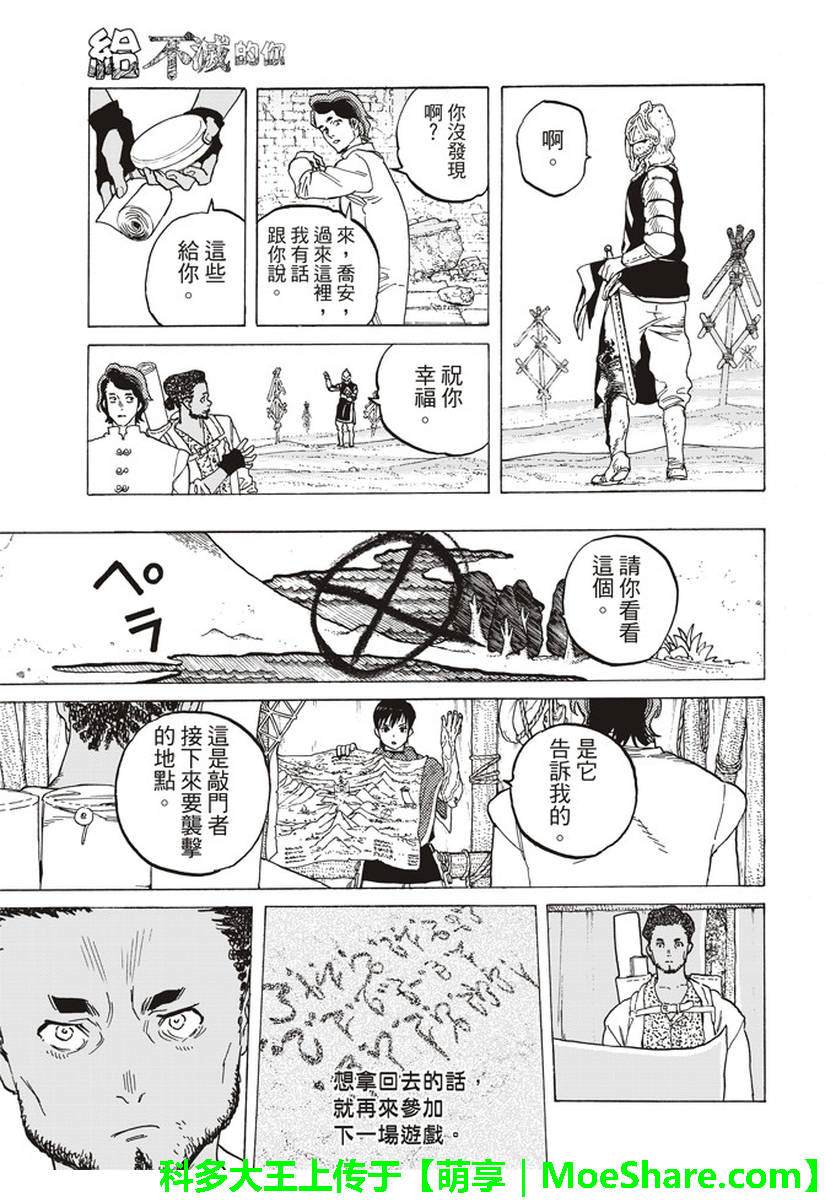 給不滅的你
啊。
你沒發現
啊？
來，喬安，
過來這裡，
我有話
跟你說。
這些
給你。
祝你
幸福。
請你看看
這個。
ペラ
是它
告訴我的。
這是敲門者
接下來要襲擊
的地點。
想拿回去的話，
就再來參加
下一場遊戲。
科多大王上传于【萌享】MoeShare.com】